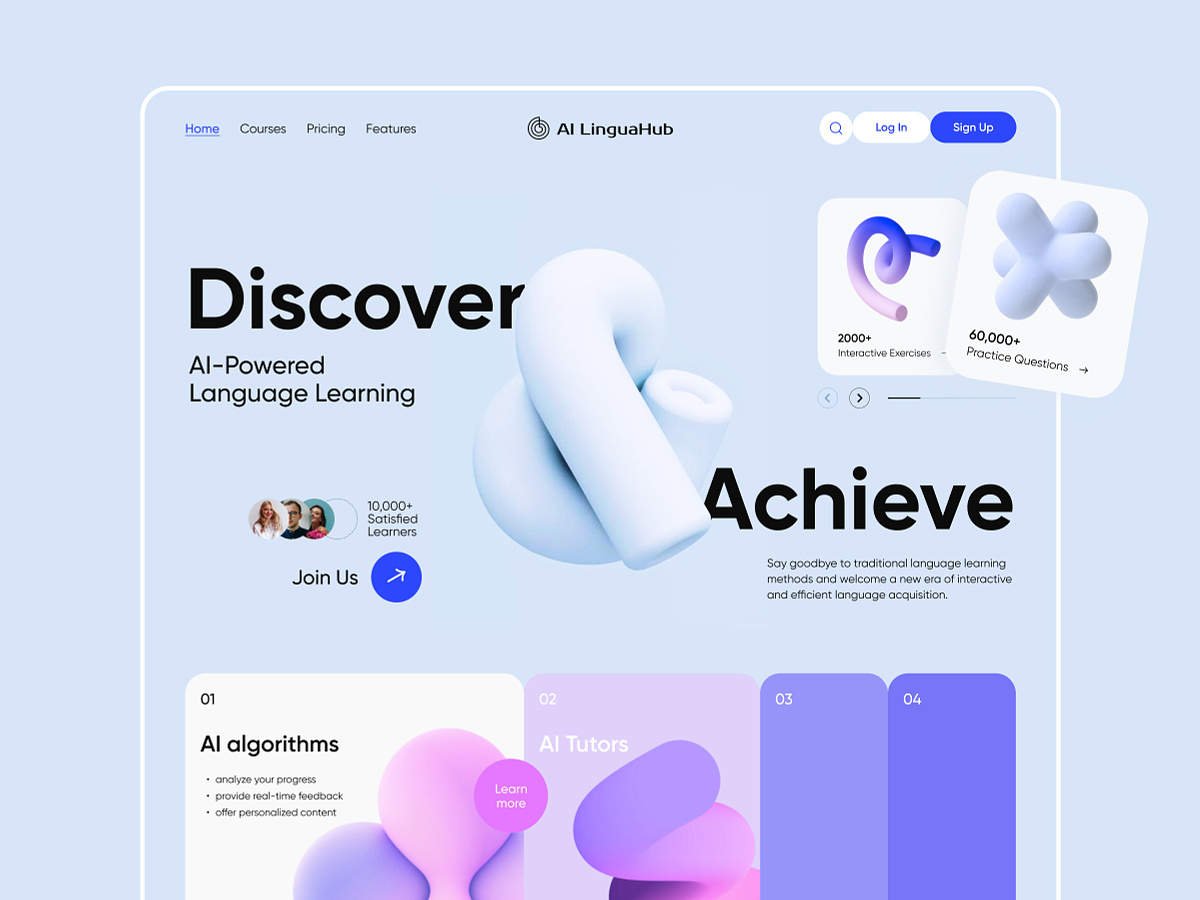 Home Courses Pricing Features
AI LinguaHub
Log In
Sign Up
Discover
AI-Powered
Language Learning
2000+
Interactive Exercises
60,000+
Practice Questions
10,000+
Satisfied
Learners
Join Us
Achieve
Say goodbye to traditional language learning
methods and welcome a new era of interactive
and efficient language acquisition.
01
AI algorithms
• analyze your progress
• provide real-time feedback
• offer personalized content
Learn
more
02
AI Tutors
03
04